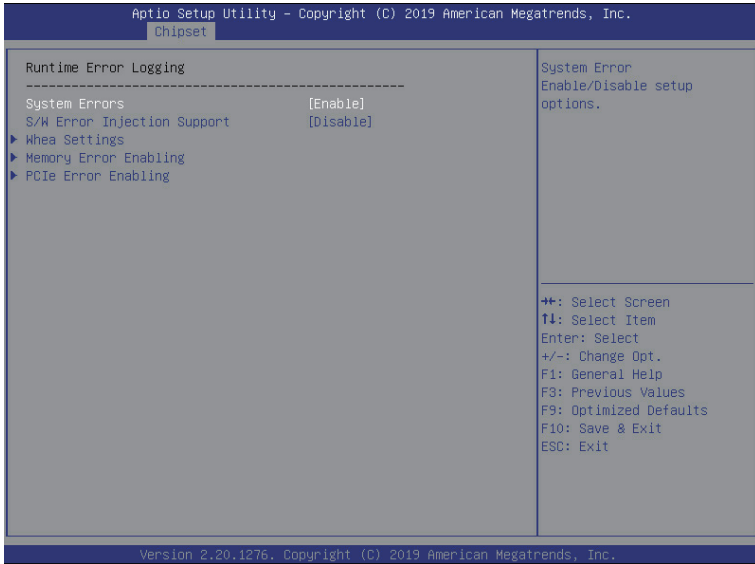 Aptio Setup Utility - Copyright (C) 2019 American Megatrends, Inc.
Chipset
Runtime Error Logging
------------------------------------------------
System Errors [Enable]
S/W Error Injection Support [Disable]
▶ Whea Settings
▶ Memory Error Enabling
▶ PCIe Error Enabling
System Error
Enable/Disable setup
options.
→←: Select Screen
↑↓: Select Item
Enter: Select
+/-: Change Opt.
F1: General Help
F3: Previous Values
F9: Optimized Defaults
F10: Save & Exit
ESC: Exit
Version 2.20.1276. Copyright (C) 2019 American Megatrends, Inc.